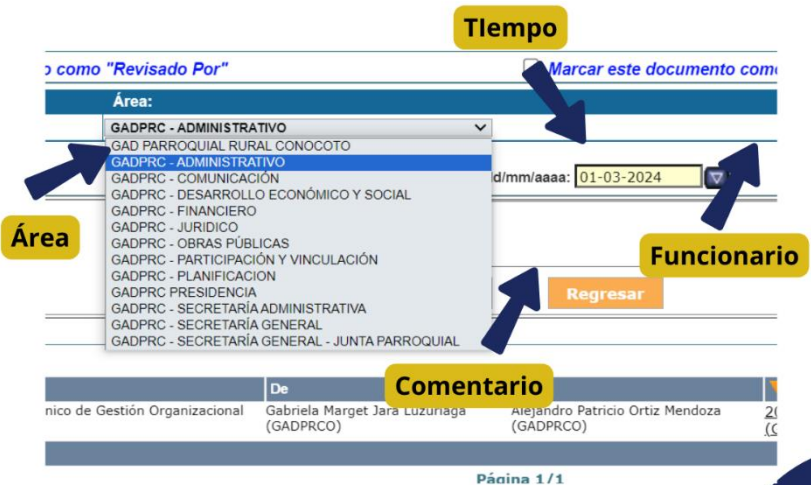 TIempo
o como "Revisado Por"
Marcar este documento como
Área:
GADPRC - ADMINISTRATIVO
GAD PARROQUIAL RURAL CONOCOTO
GADPRC - ADMINISTRATIVO
GADPRC - COMUNICACIÓN
d/mm/aaaa: 01-03-2024
GADPRC - DESARROLLO ECONÓMICO Y SOCIAL
GADPRC - FINANCIERO
GADPRC - JURIDICO
Área
GADPRC - OBRAS PÚBLICAS
Funcionario
GADPRC - PARTICIPACIÓN Y VINCULACIÓN
GADPRC - PLANIFICACION
GADPRC PRESIDENCIA
Regresar
GADPRC - SECRETARÍA ADMINISTRATIVA
GADPRC - SECRETARÍA GENERAL
GADPRC - SECRETARÍA GENERAL - JUNTA PARROQUIAL
De
Comentario
nico de Gestión Organizacional
Gabriela Marget Jara Luzuriaga
(GADPRCO)
Alejandro Patricio Ortiz Mendoza
(GADPRCO)
20
Página 1/1